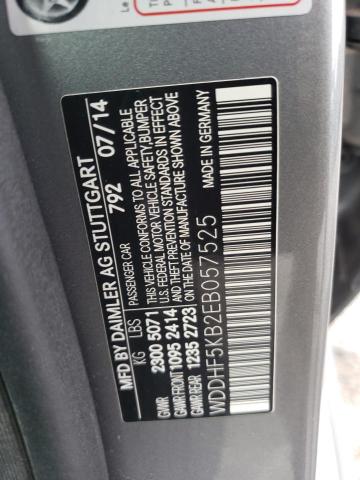 MFD BY DAIMLER AG STUTTGART
792 07/14
PASSENGER CAR
KG LBS
GVWR 2300 5071
GAWR FRONT 1095 2414
GAWR REAR 1235 2723
THIS VEHICLE CONFORMS TO ALL APPLICABLE
U.S. FEDERAL MOTOR VEHICLE SAFETY, BUMPER
AND THEFT PREVENTION STANDARDS IN EFFECT
ON THE DATE OF MANUFACTURE SHOWN ABOVE
MADE IN GERMANY
WDDHF5KB2EB057525
Le